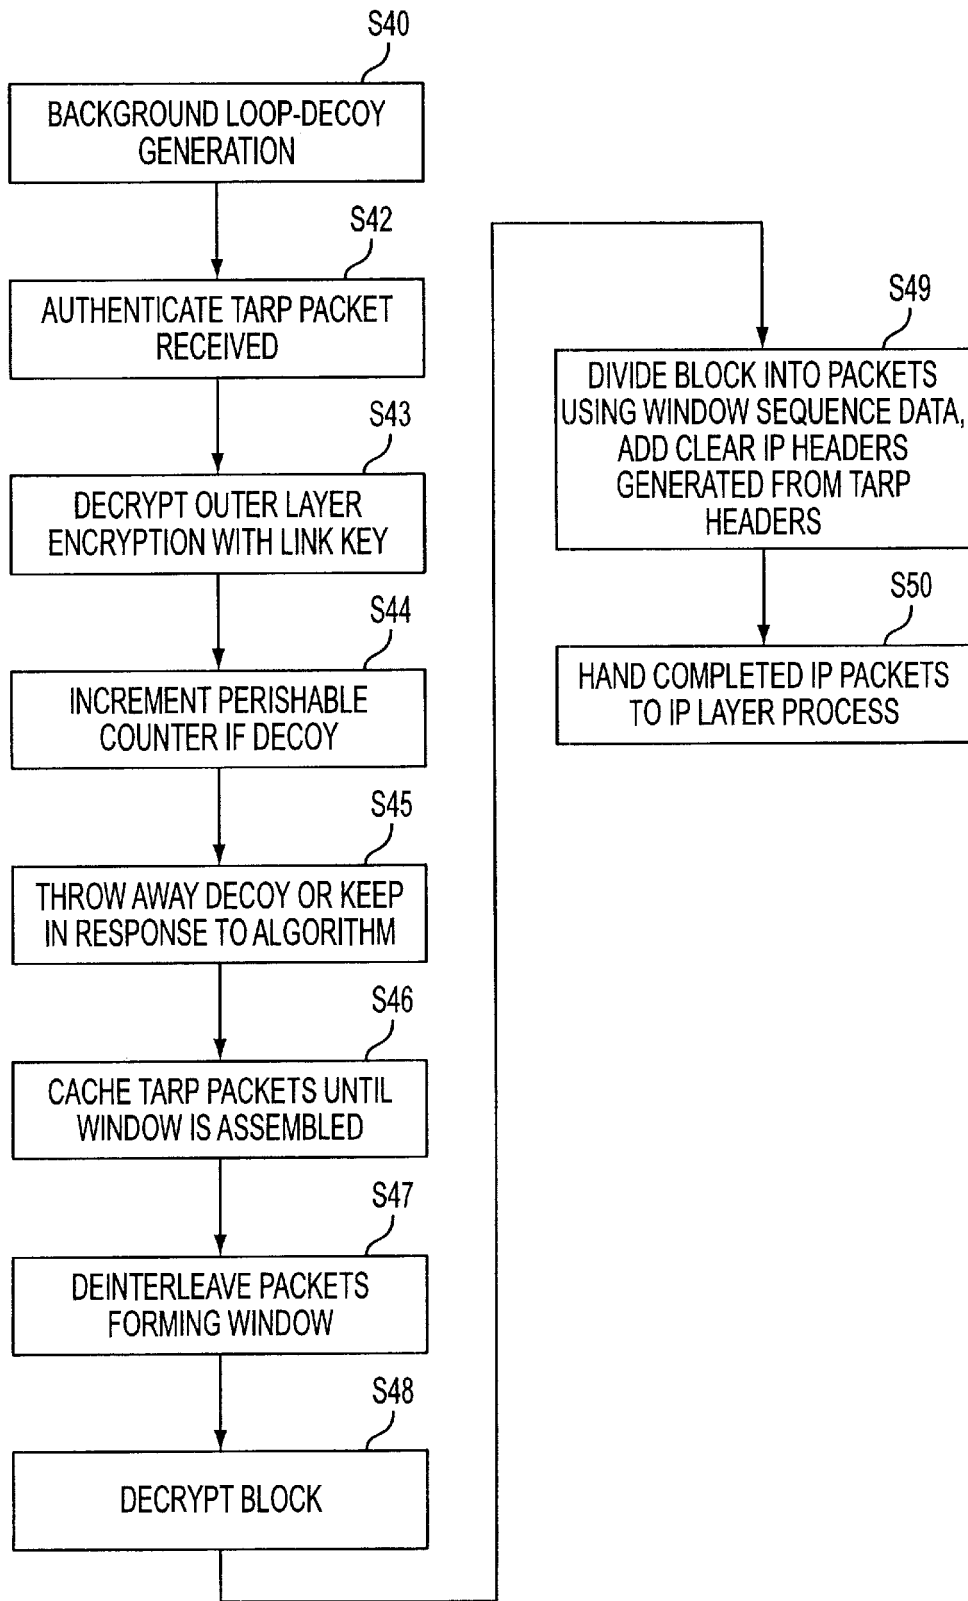 S40
BACKGROUND LOOP-DECOY
GENERATION
S42
AUTHENTICATE TARP PACKET
RECEIVED
S43
DECRYPT OUTER LAYER
ENCRYPTION WITH LINK KEY
S44
INCREMENT PERISHABLE
COUNTER IF DECOY
S45
THROW AWAY DECOY OR KEEP
IN RESPONSE TO ALGORITHM
S46
CACHE TARP PACKETS UNTIL
WINDOW IS ASSEMBLED
S47
DEINTERLEAVE PACKETS
FORMING WINDOW
S48
DECRYPT BLOCK
S49
DIVIDE BLOCK INTO PACKETS
USING WINDOW SEQUENCE DATA,
ADD CLEAR IP HEADERS
GENERATED FROM TARP
HEADERS
S50
HAND COMPLETED IP PACKETS
TO IP LAYER PROCESS